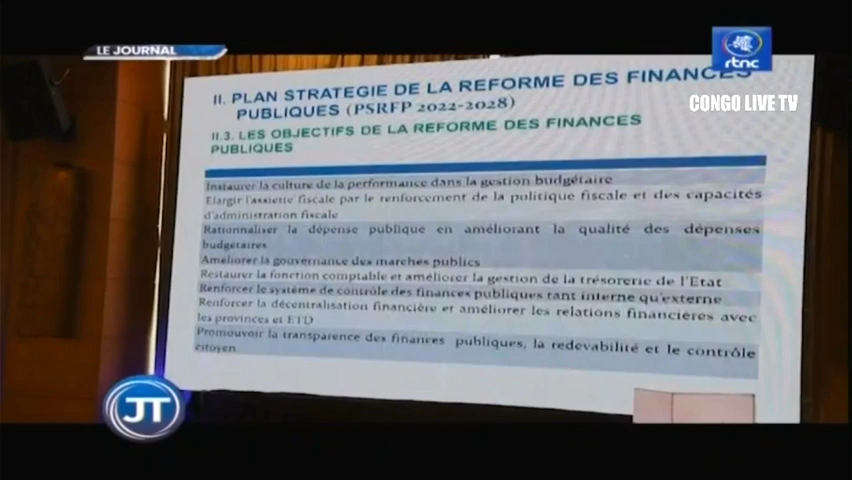 LE JOURNAL
rtnc
CONGO LIVE TV
II. PLAN STRATEGIE DE LA REFORME DES FINANCES
PUBLIQUES (PSRFP 2022-2028)
II.3. LES OBJECTIFS DE LA REFORME DES FINANCES
PUBLIQUES
Instaurer la culture de la performance dans la gestion budgétaire
Elargir l'assiette fiscale par le renforcement de la politique fiscale et des capacités
d'administration fiscale
Rationnaliser la dépense publique en améliorant la qualité des dépenses
budgétaires
Améliorer la gouvernance des marchés publics
Restaurer la fonction comptable et améliorer la gestion de la trésorerie de l'Etat
Renforcer le système de contrôle des finances publiques tant interne qu'externe
Renforcer la décentralisation financière et améliorer les relations financières avec
les provinces et ETD
Promouvoir la transparence des finances publiques, la redevabilité et le contrôle
citoyen
JT